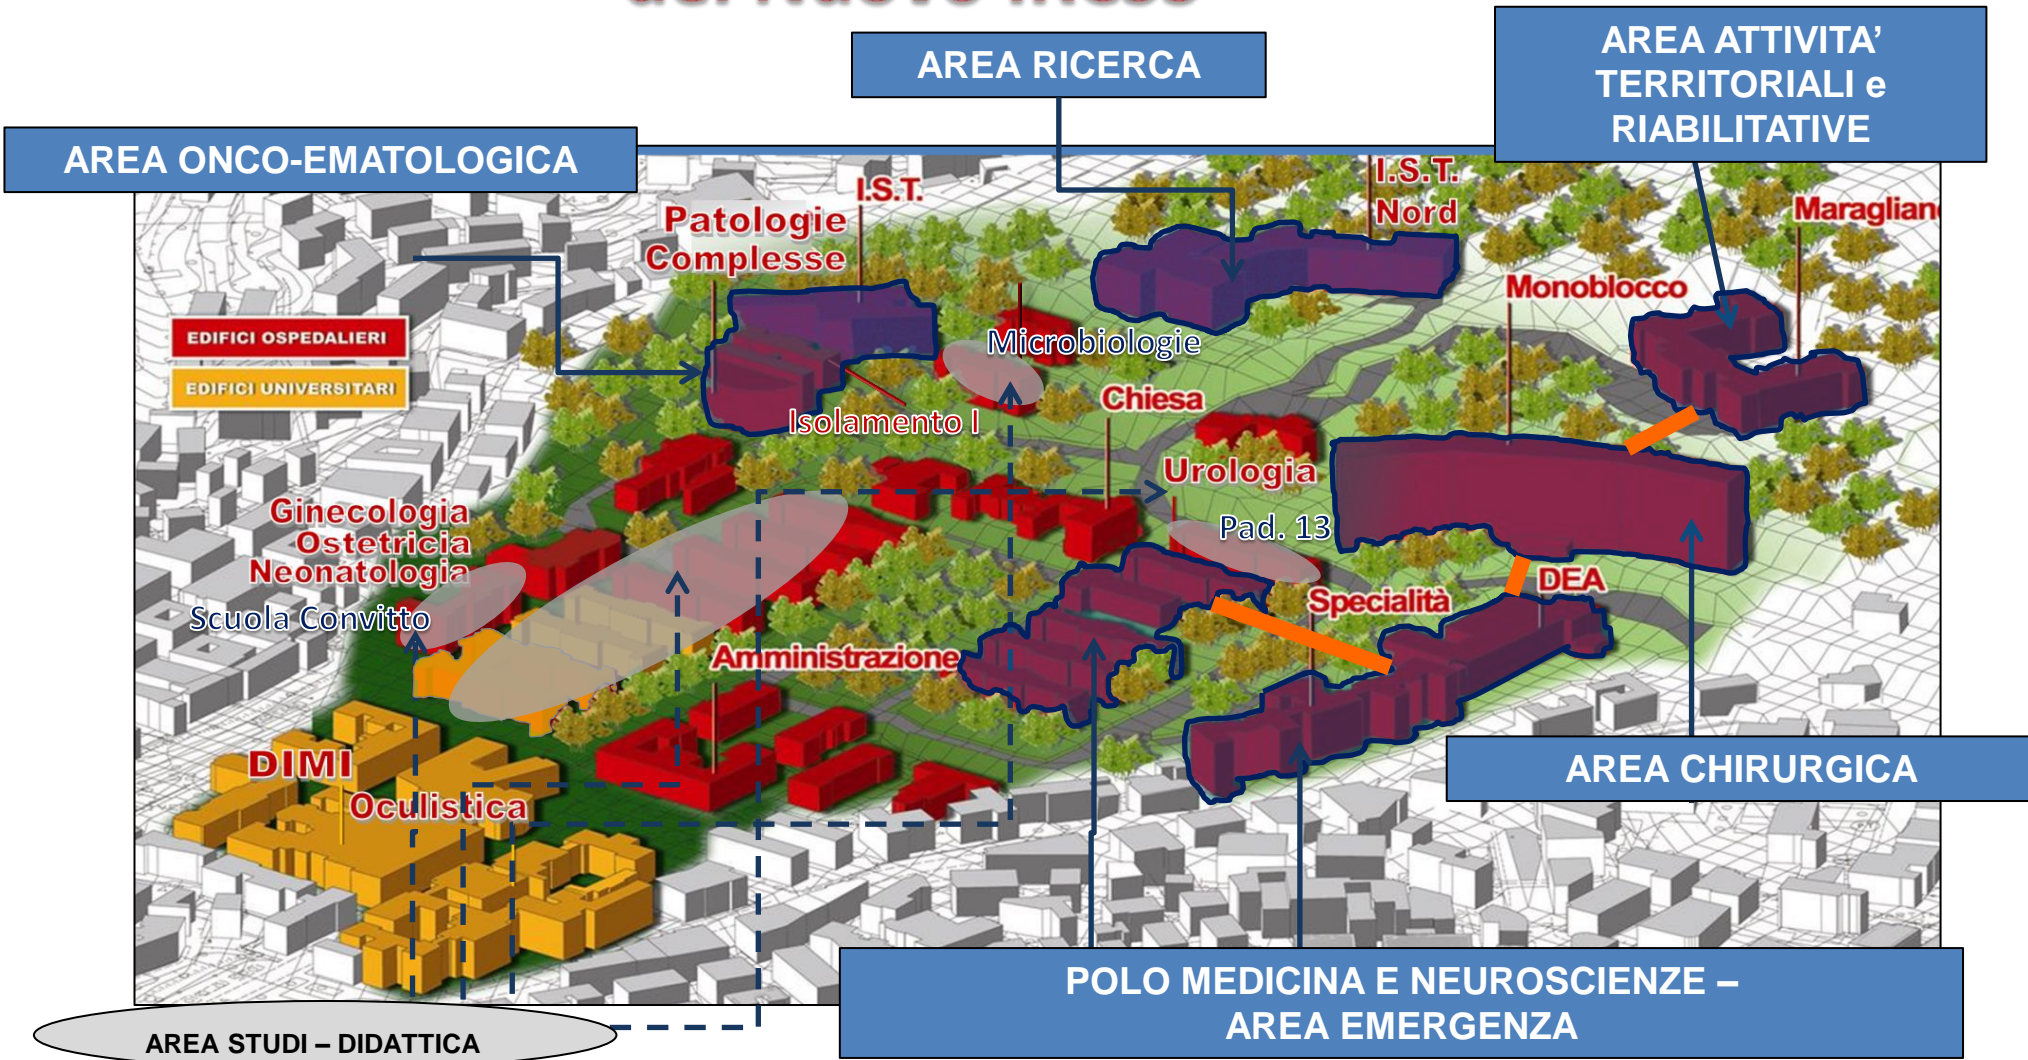 AREA RICERCA
AREA ATTIVITA’
TERRITORIALI e
RIABILITATIVE
AREA ONCO-EMATOLOGICA
I.S.T.
I.S.T.
Nord
Patologie
Complesse
Maragliano
Monoblocco
EDIFICI OSPEDALIERI
EDIFICI UNIVERSITARI
Microbiologie
Isolamento I
Chiesa
Urologia
Pad. 13
Ginecologia
Ostetricia
Neonatologia
Scuola Convitto
DEA
Specialità
Amministrazione
DIMI
Oculistica
AREA CHIRURGICA
POLO MEDICINA E NEUROSCIENZE –
AREA EMERGENZA
AREA STUDI – DIDATTICA